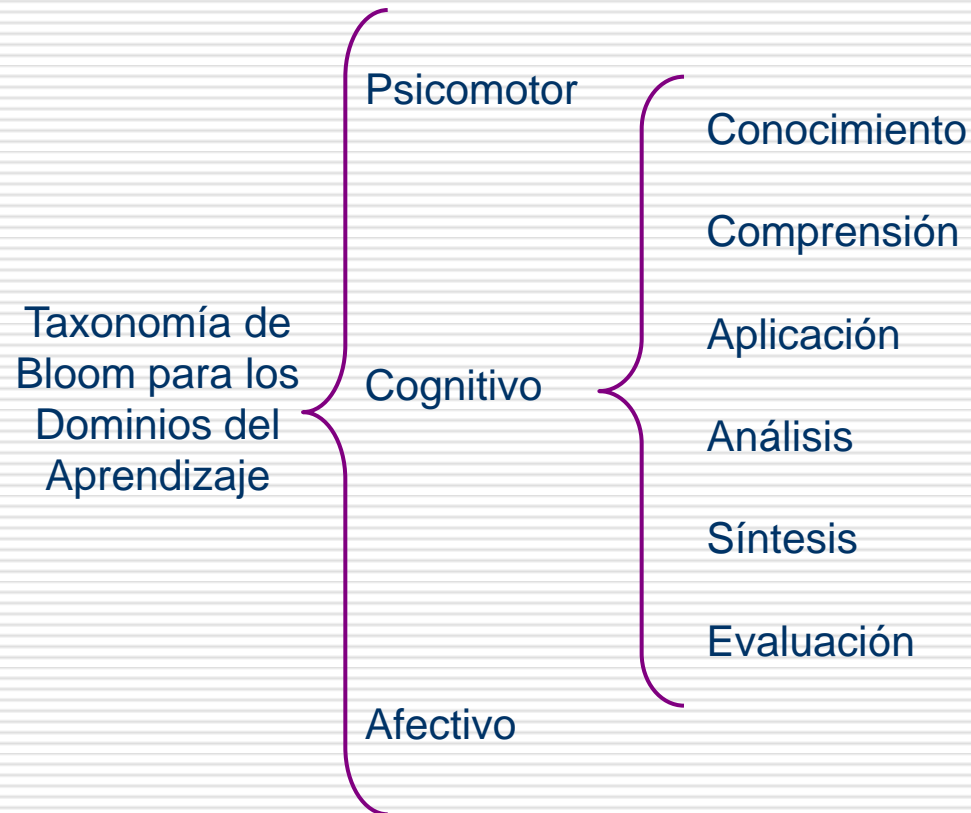 Taxonomía de
Bloom para los
Dominios del
Aprendizaje
Psicomotor
Cognitivo
Conocimiento
Comprensión
Aplicación
Análisis
Síntesis
Evaluación
Afectivo